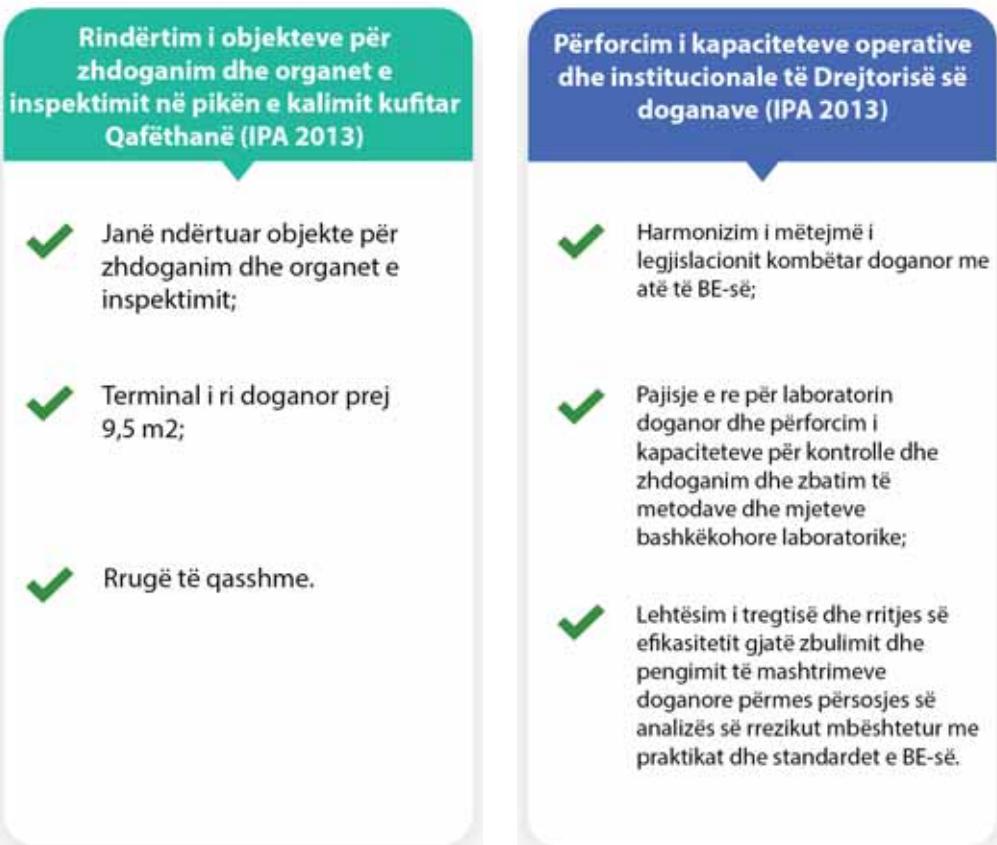 Rindërtim i objekteve për
zhdoganim dhe organet e
inspektimit në pikën e kalimit kufitar
Qafëthanë (IPA 2013)
Janë ndërtuar objekte për
zhdoganim dhe organet e
inspektimit;
Terminal i ri doganor prej
9,5 m2;
Rrugë të qasshme.
Përforcim i kapaciteteve operative
dhe institucionale të Drejtorisë së
doganave (IPA 2013)
Harmonizim i mëtejmë i
legjislacionit kombëtar doganor me
atë të BE-së;
Pajisje e re për laboratorin
doganor dhe përforcim i
kapaciteteve për kontrolle dhe
zhdoganim dhe zbatim të
metodave dhe mjeteve
bashkëkohore laboratorike;
Lehtësim i tregtisë dhe rritjes së
efikasitetit gjatë zbulimit dhe
pengimit të mashtrimeve
doganore përmes përsosjes së
analizës së rrezikut mbështetur me
praktikat dhe standardet e BE-së.